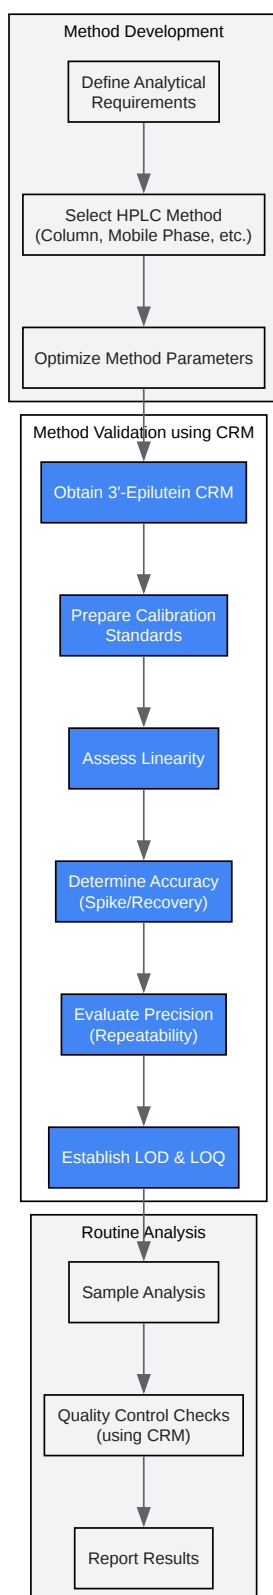 Method Development
Define Analytical
Requirements
Select HPLC Method
(Column, Mobile Phase, etc.)
Optimize Method Parameters
Method Validation using CRM
Obtain 3'-Epilutein CRM
Prepare Calibration
Standards
Assess Linearity
Determine Accuracy
(Spike/Recovery)
Evaluate Precision
(Repeatability)
Establish LOD & LOQ
Routine Analysis
Sample Analysis
Quality Control Checks
(using CRM)
Report Results